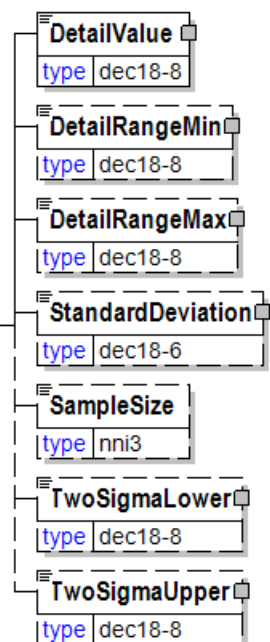 DetailValue
type dec18-8
DetailRangeMin
type dec18-8
DetailRangeMax
type dec18-8
StandardDeviation
type dec18-6
SampleSize
type nni3
TwoSigmaLower
type dec18-8
TwoSigmaUpper
type dec18-8